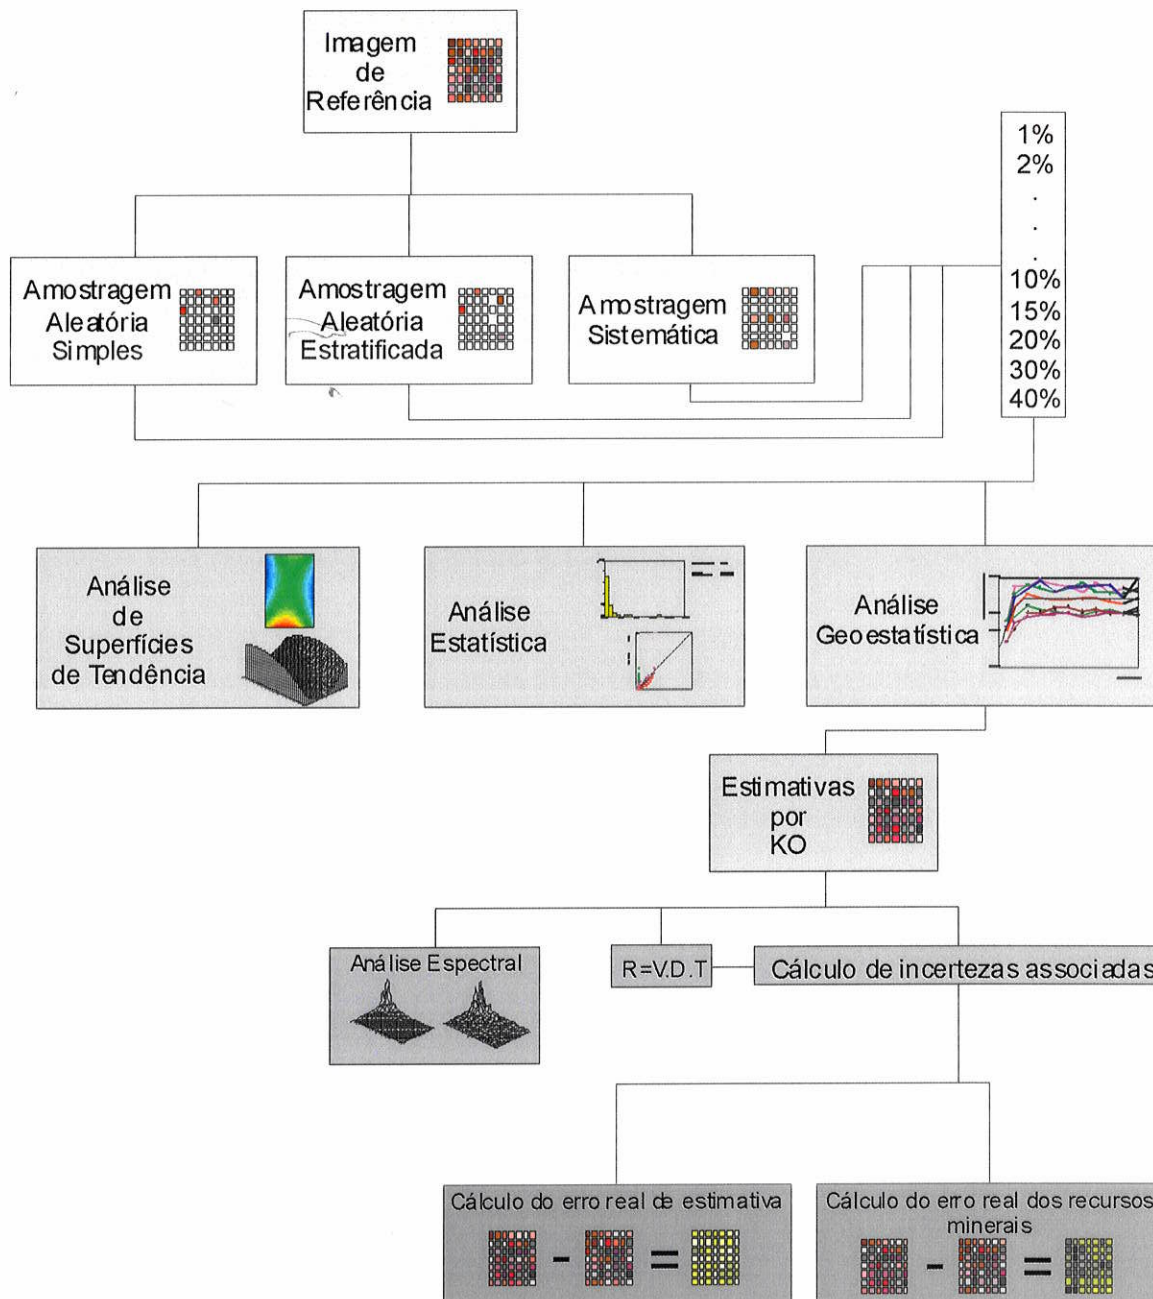 Imagem
de
Referência
1%
2%
.
.
.
10%
15%
20%
30%
40%
Amostragem
Aleatória
Simples
Amostragem
Aleatória
Estratificada
Amostragem
Sistemática
Análise
de
Superfícies
de Tendência
Análise
Estatística
Análise
Geoestatística
Estimativas
por
KO
Análise Espectral
R=V.D.T
Cálculo de incertezas associadas
Cálculo do erro real de estimativa
- =
Cálculo do erro real dos recursos
minerais
- =